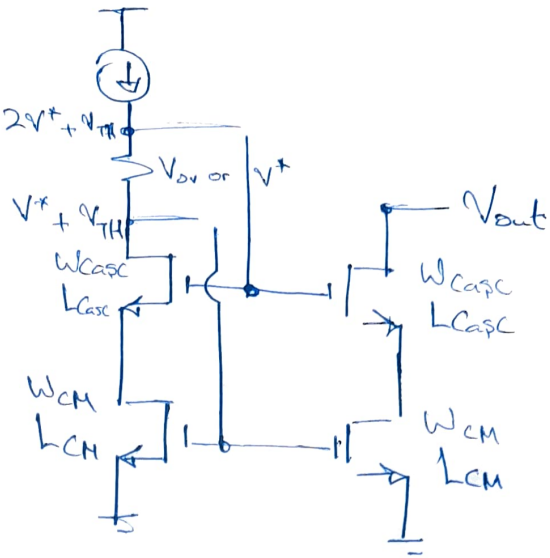 2V* + VTH
VOV or V*
V* + VTH
Vout
WCasc
LCasc
WCasc
LCasc
WCM
LCM
WCM
LCM